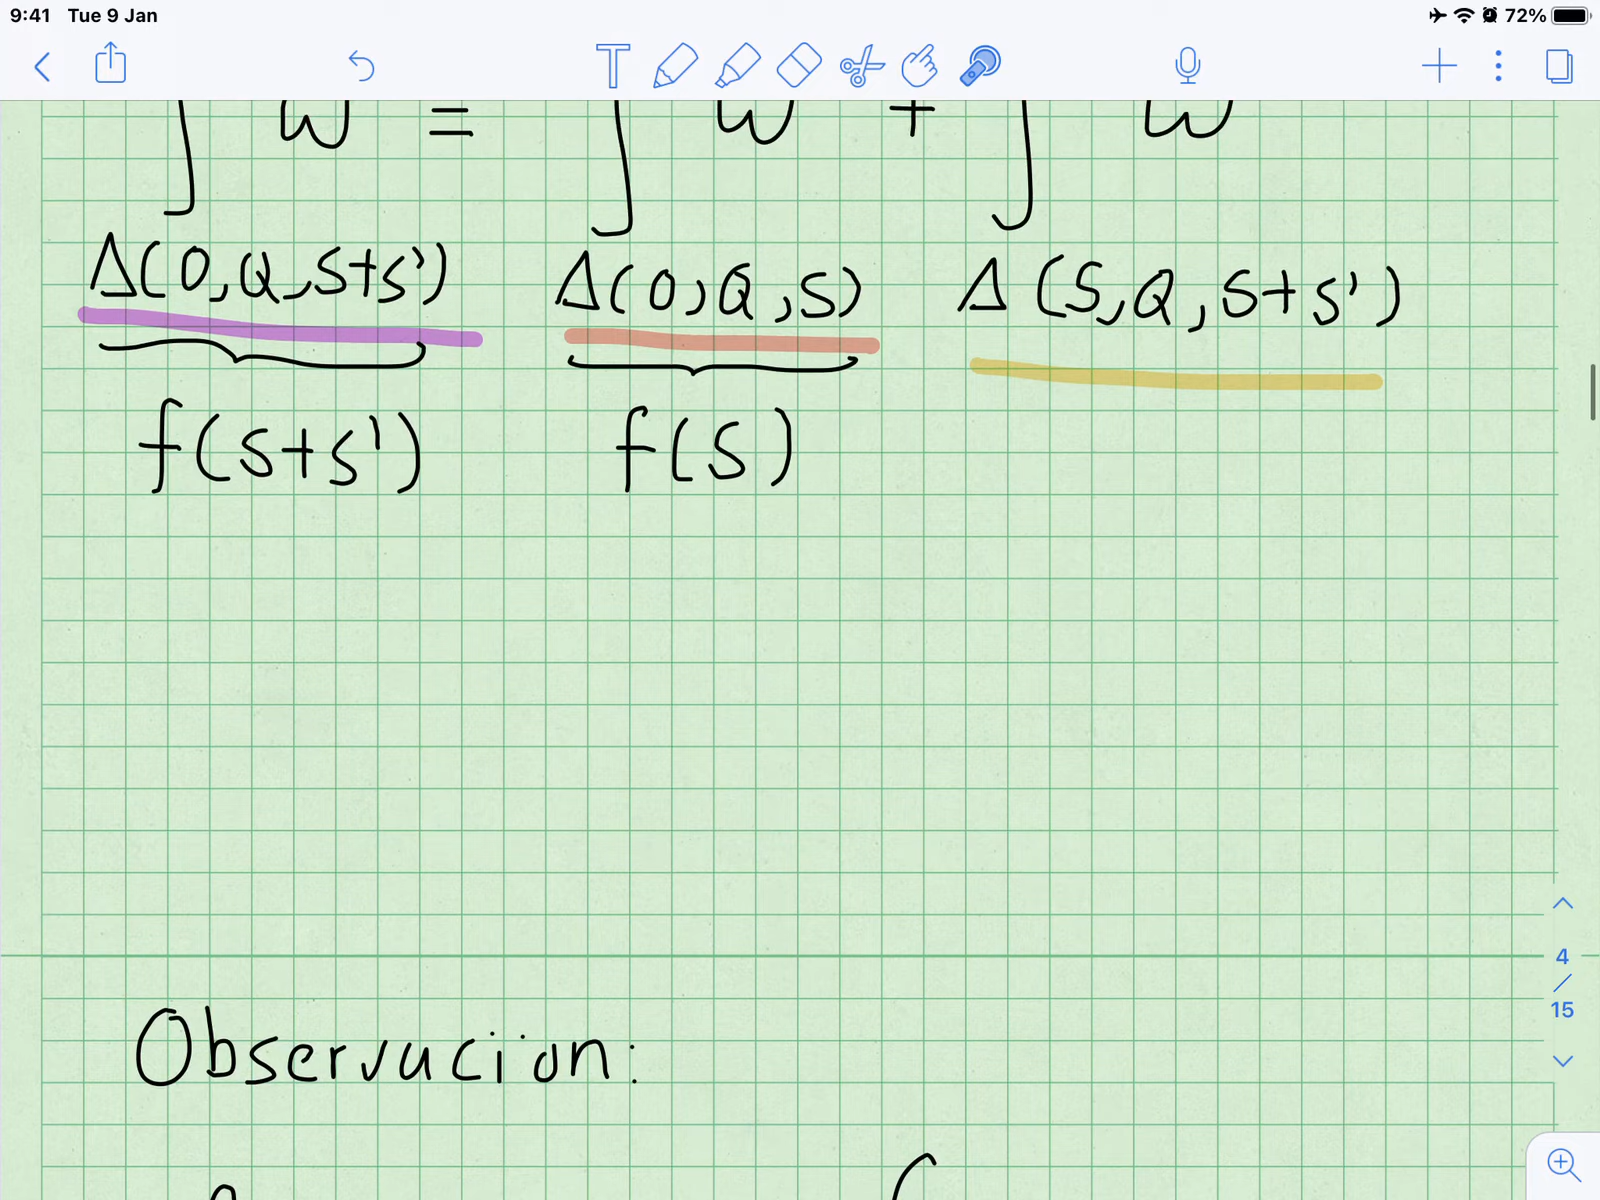 9:41 Tue 9 Jan 72%
∫ ω = ∫ ω + ∫ ω
Δ(0,Q,s+s') Δ(0,Q,s) Δ(s,Q,s+s')
f(s+s') f(s)
4
/
15
Observación: